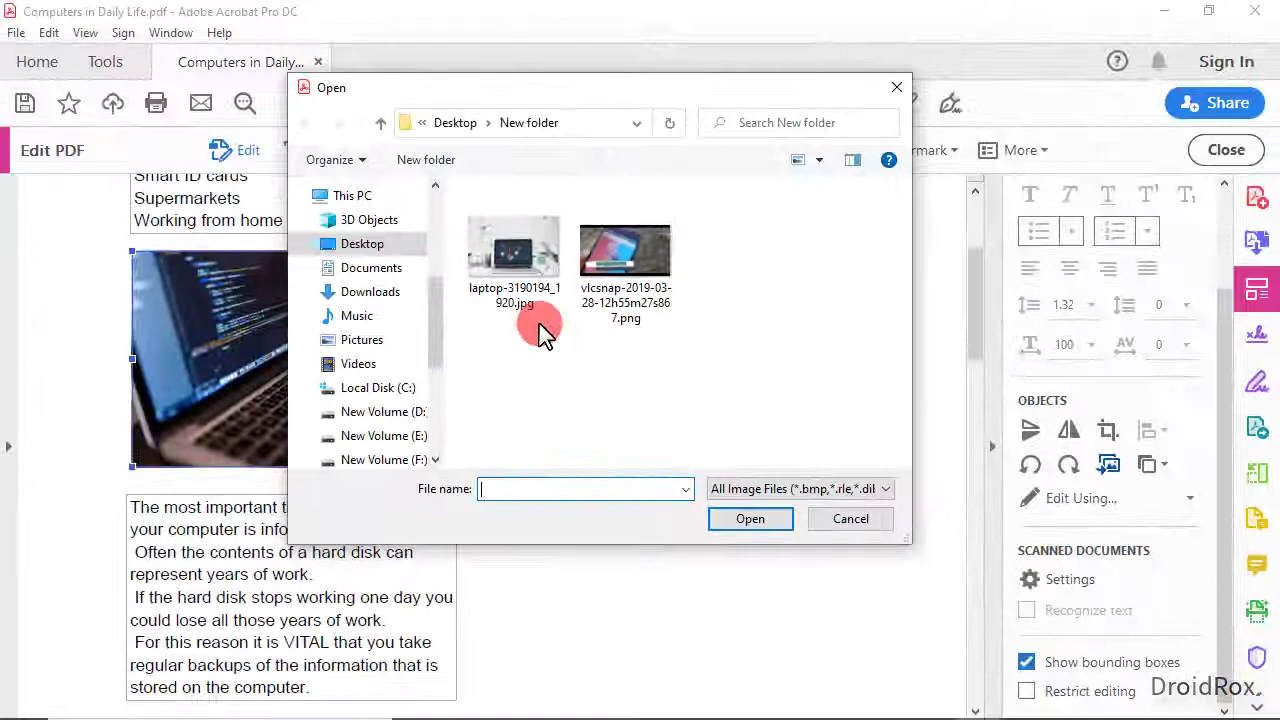 Computers in Daily Life.pdf - Adobe Acrobat Pro DC
File Edit View Sign Window Help
Home Tools Computers in Daily... Sign In
Share
Edit PDF Edit More Close
Open
Desktop New folder Search New folder
Organize New folder
This PC
3D Objects
Desktop
Documents
Downloads
Music
Pictures
Videos
Local Disk (C:)
New Volume (D:
New Volume (E:)
New Volume (F:)
laptop-3190194_1
920.jpg
vlcsnap-2019-03-
28-12h55m27s86
7.png
File name: All Image Files (*.bmp,*.rle,*.dil
Open Cancel
Smart ID cards
Supermarkets
Working from home
The most important
your computer is
Often the contents of a hard disk can
represent years of work.
If the hard disk stops working one day you
could lose all those years of work.
For this reason it is VITAL that you take
regular backups of the information that is
stored on the computer.
1.32 0
100 0
OBJECTS
Edit Using...
SCANNED DOCUMENTS
Settings
Recognize text
Show bounding boxes
Restrict editing
DroidRox